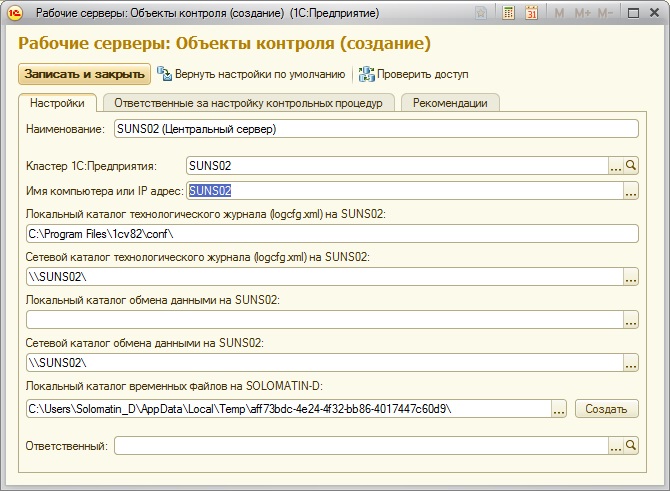 Рабочие серверы: Объекты контроля (создание) (1С:Предприятие)
M M+ M-
Рабочие серверы: Объекты контроля (создание)
Записать и закрыть Вернуть настройки по умолчанию Проверить доступ
Настройки Ответственные за настройку контрольных процедур Рекомендации
Наименование: SUNS02 (Центральный сервер)
Кластер 1С:Предприятия: SUNS02 ...
Имя компьютера или IP адрес: SUNS02 ...
Локальный каталог технологического журнала (logcfg.xml) на SUNS02:
C:\Program Files\1cv82\conf\
Сетевой каталог технологического журнала (logcfg.xml) на SUNS02:
\\SUNS02\ ...
Локальный каталог обмена данными на SUNS02:
...
Сетевой каталог обмена данными на SUNS02:
\\SUNS02\ ...
Локальный каталог временных файлов на SOLOMATIN-D:
C:\Users\Solomatin_D\AppData\Local\Temp\aff73bdc-4e24-4f32-bb86-4017447c60d9\ ... Создать
Ответственный: ...